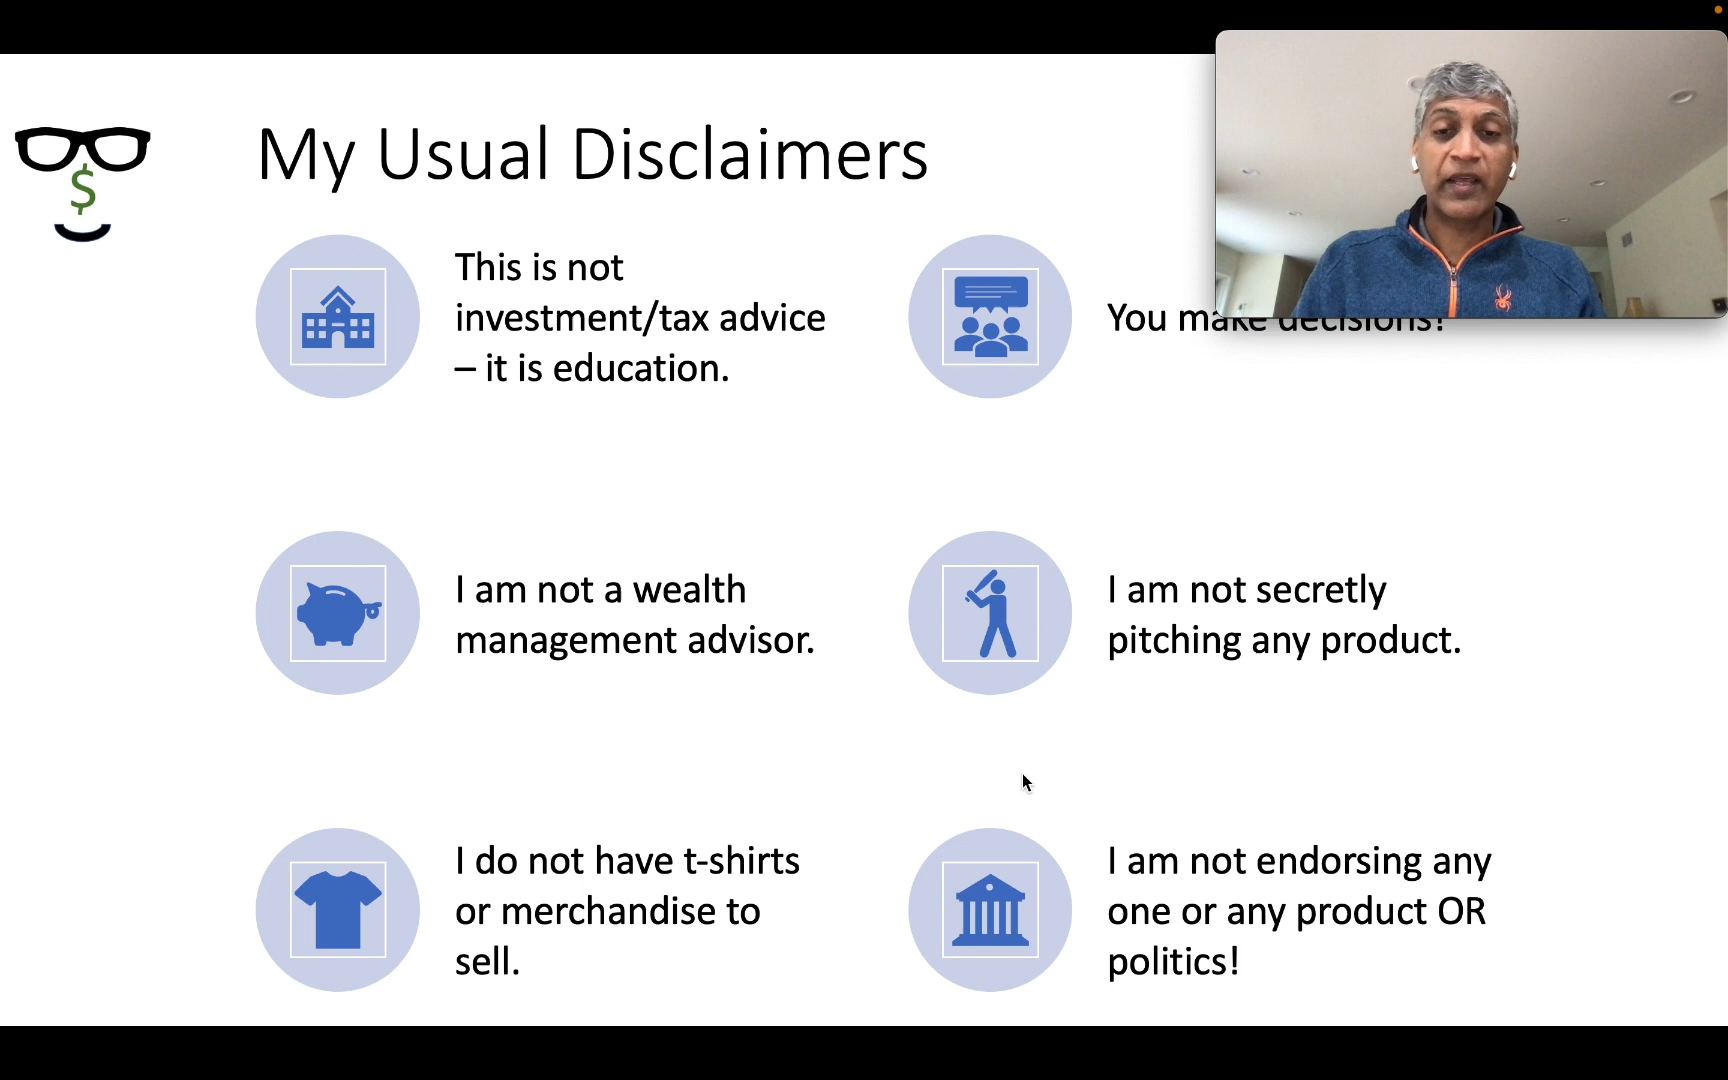 My Usual Disclaimers
$
This is not
investment/tax advice
– it is education.
You make decisions!
I am not a wealth
management advisor.
I am not secretly
pitching any product.
I do not have t-shirts
or merchandise to
sell.
I am not endorsing any
one or any product OR
politics!